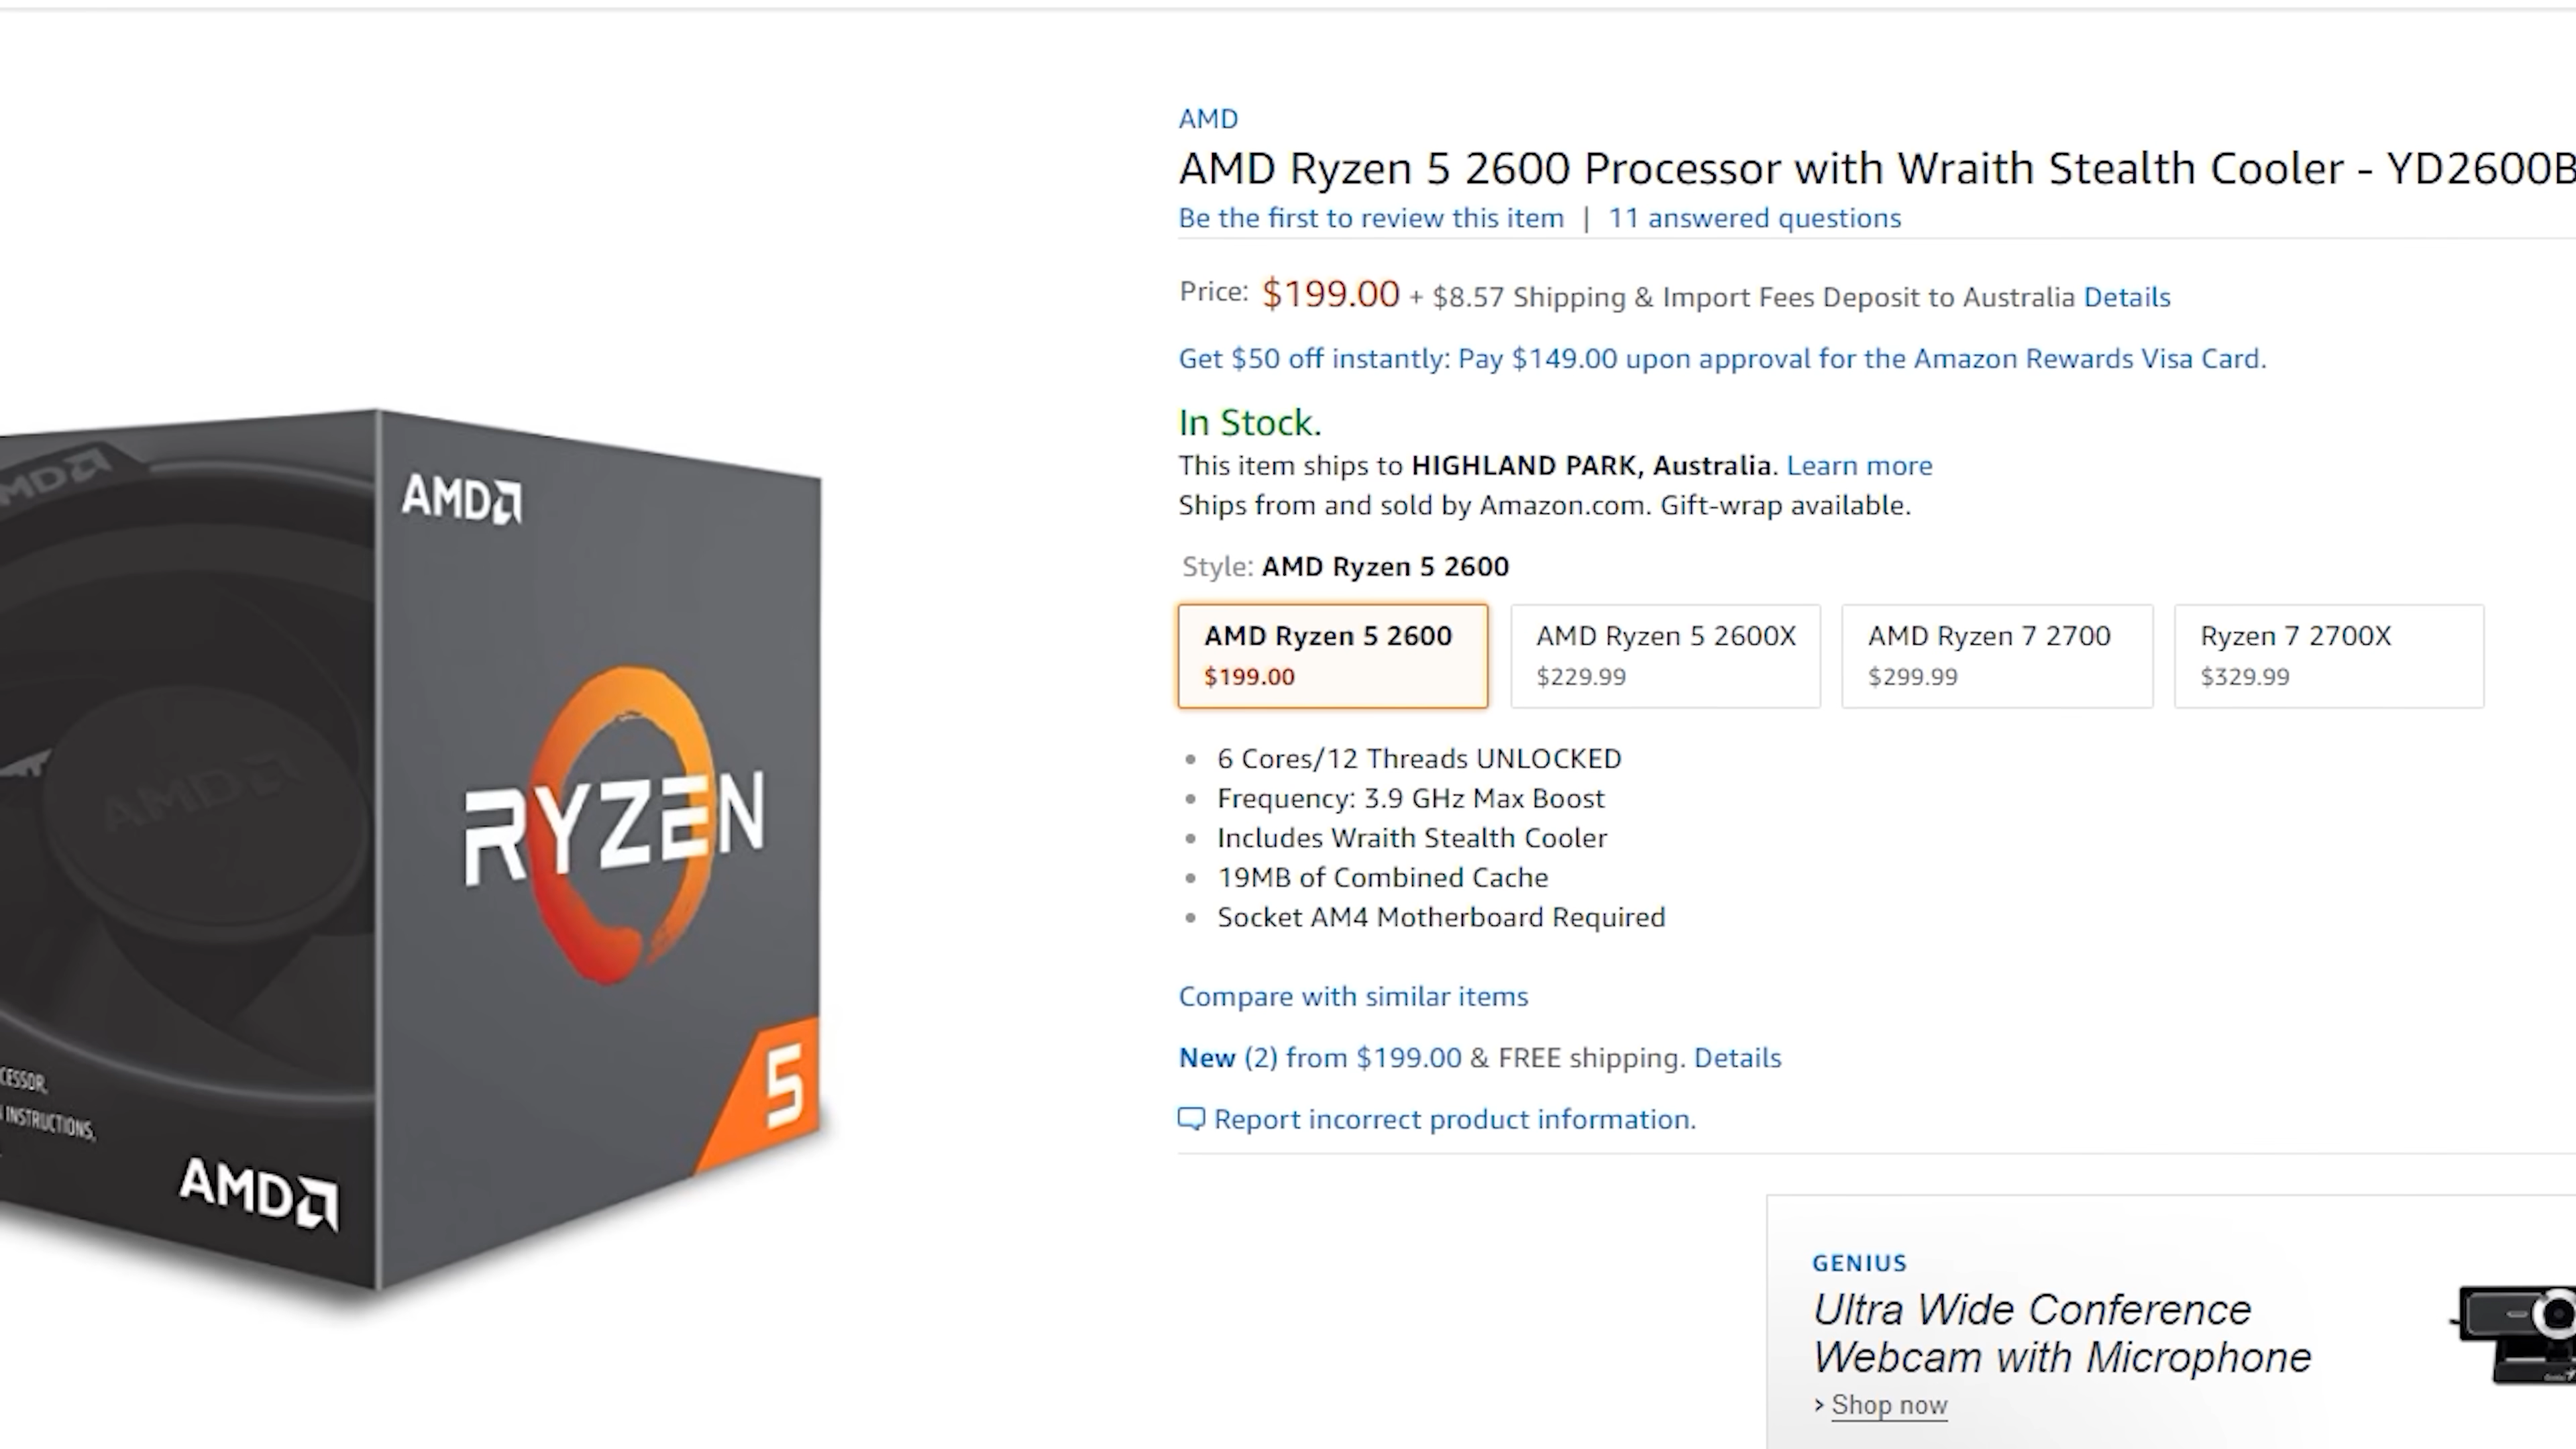 AMD
AMD Ryzen 5 2600 Processor with Wraith Stealth Cooler - YD2600B
Be the first to review this item | 11 answered questions
Price: $199.00 + $8.57 Shipping & Import Fees Deposit to Australia Details
Get $50 off instantly: Pay $149.00 upon approval for the Amazon Rewards Visa Card.
In Stock.
This item ships to HIGHLAND PARK, Australia. Learn more
Ships from and sold by Amazon.com. Gift-wrap available.
Style: AMD Ryzen 5 2600
AMD Ryzen 5 2600
$199.00
AMD Ryzen 5 2600X
$229.99
AMD Ryzen 7 2700
$299.99
Ryzen 7 2700X
$329.99
6 Cores/12 Threads UNLOCKED
Frequency: 3.9 GHz Max Boost
Includes Wraith Stealth Cooler
19MB of Combined Cache
Socket AM4 Motherboard Required
Compare with similar items
New (2) from $199.00 & FREE shipping. Details
Report incorrect product information.
GENIUS
Ultra Wide Conference
Webcam with Microphone
› Shop now
AMD
AMD
RYZEN
5
AMD
CESSOR.
INSTRUCTIONS.
AMD